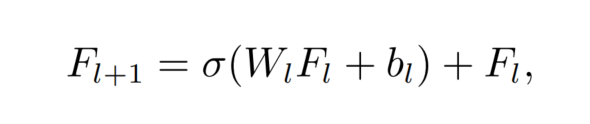 F_{l+1} = σ(W_l F_l + b_l) + F_l,